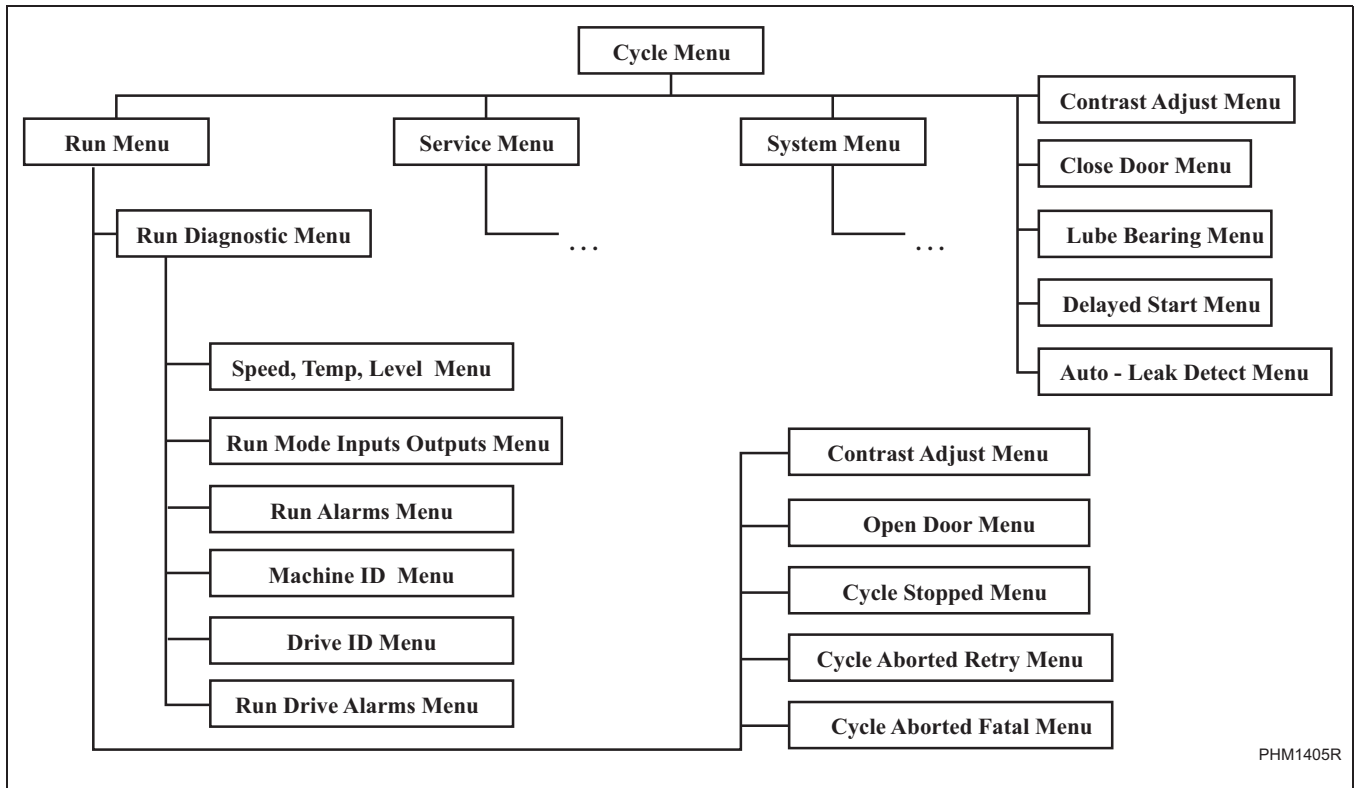 Cycle Menu
Run Menu
Service Menu
System Menu
Contrast Adjust Menu
Close Door Menu
Lube Bearing Menu
Delayed Start Menu
Auto - Leak Detect Menu
Run Diagnostic Menu
...
...
Speed, Temp, Level Menu
Run Mode Inputs Outputs Menu
Run Alarms Menu
Machine ID Menu
Drive ID Menu
Run Drive Alarms Menu
Contrast Adjust Menu
Open Door Menu
Cycle Stopped Menu
Cycle Aborted Retry Menu
Cycle Aborted Fatal Menu
PHM1405R